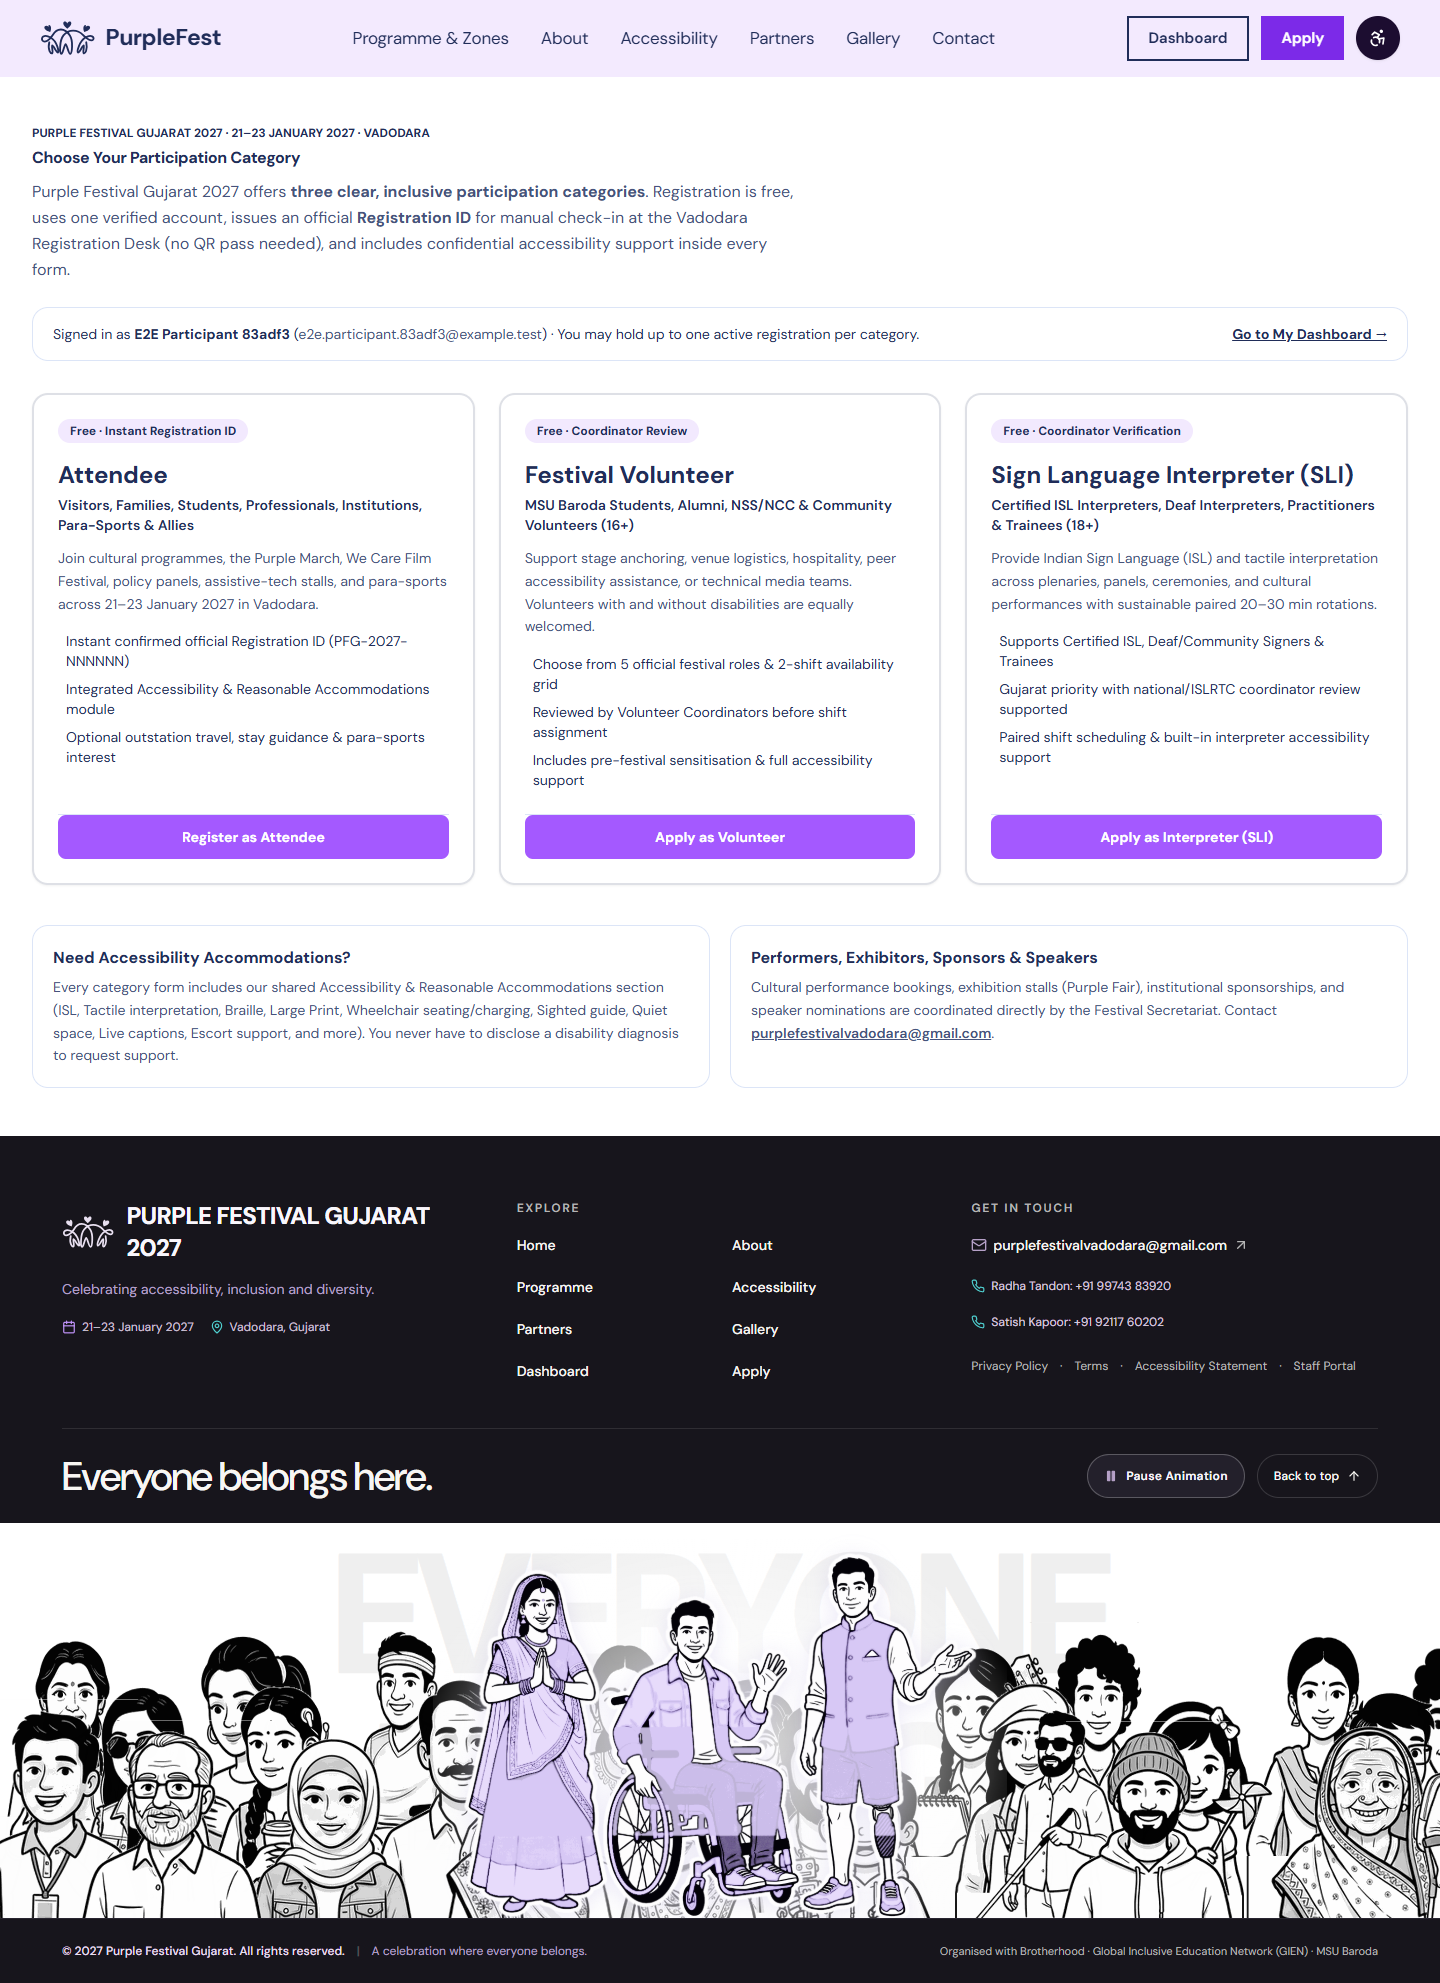 PurpleFest
Programme & Zones
About
Accessibility
Partners
Gallery
Contact
Dashboard
Apply
PURPLE FESTIVAL GUJARAT 2027 · 21–23 JANUARY 2027 · VADODARA
Choose Your Participation Category
Purple Festival Gujarat 2027 offers three clear, inclusive participation categories. Registration is free,
uses one verified account, issues an official Registration ID for manual check-in at the Vadodara
Registration Desk (no QR pass needed), and includes confidential accessibility support inside every
form.
Signed in as E2E Participant 83adf3 (e2e.participant.83adf3@example.test) · You may hold up to one active registration per category.
Go to My Dashboard →
Free · Instant Registration ID
Attendee
Visitors, Families, Students, Professionals, Institutions,
Para-Sports & Allies
Join cultural programmes, the Purple March, We Care Film
Festival, policy panels, assistive-tech stalls, and para-sports
across 21–23 January 2027 in Vadodara.
Instant confirmed official Registration ID (PFG-2027-
NNNNNN)
Integrated Accessibility & Reasonable Accommodations
module
Optional outstation travel, stay guidance & para-sports
interest
Register as Attendee
Free · Coordinator Review
Festival Volunteer
MSU Baroda Students, Alumni, NSS/NCC & Community
Volunteers (16+)
Support stage anchoring, venue logistics, hospitality, peer
accessibility assistance, or technical media teams.
Volunteers with and without disabilities are equally
welcomed.
Choose from 5 official festival roles & 2-shift availability
grid
Reviewed by Volunteer Coordinators before shift
assignment
Includes pre-festival sensitisation & full accessibility
support
Apply as Volunteer
Free · Coordinator Verification
Sign Language Interpreter (SLI)
Certified ISL Interpreters, Deaf Interpreters, Practitioners
& Trainees (18+)
Provide Indian Sign Language (ISL) and tactile interpretation
across plenaries, panels, ceremonies, and cultural
performances with sustainable paired 20–30 min rotations.
Supports Certified ISL, Deaf/Community Signers &
Trainees
Gujarat priority with national/ISLRTC coordinator review
supported
Paired shift scheduling & built-in interpreter accessibility
support
Apply as Interpreter (SLI)
Need Accessibility Accommodations?
Every category form includes our shared Accessibility & Reasonable Accommodations section
(ISL, Tactile interpretation, Braille, Large Print, Wheelchair seating/charging, Sighted guide, Quiet
space, Live captions, Escort support, and more). You never have to disclose a disability diagnosis
to request support.
Performers, Exhibitors, Sponsors & Speakers
Cultural performance bookings, exhibition stalls (Purple Fair), institutional sponsorships, and
speaker nominations are coordinated directly by the Festival Secretariat. Contact
purplefestivalvadodara@gmail.com.
PURPLE FESTIVAL GUJARAT
2027
Celebrating accessibility, inclusion and diversity.
21–23 January 2027
Vadodara, Gujarat
EXPLORE
Home
About
Programme
Accessibility
Partners
Gallery
Dashboard
Apply
GET IN TOUCH
purplefestivalvadodara@gmail.com
Radha Tandon: +91 99743 83920
Satish Kapoor: +91 92117 60202
Privacy Policy · Terms · Accessibility Statement · Staff Portal
Everyone belongs here.
Pause Animation
Back to top
EVERYONE
© 2027 Purple Festival Gujarat. All rights reserved. | A celebration where everyone belongs.
Organised with Brotherhood · Global Inclusive Education Network (GIEN) · MSU Baroda